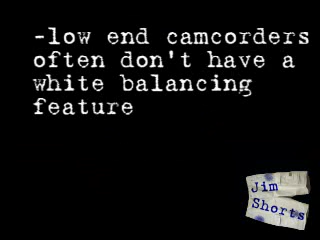 -low end camcorders
often don't have a
white balancing
feature
Jim
Shorts